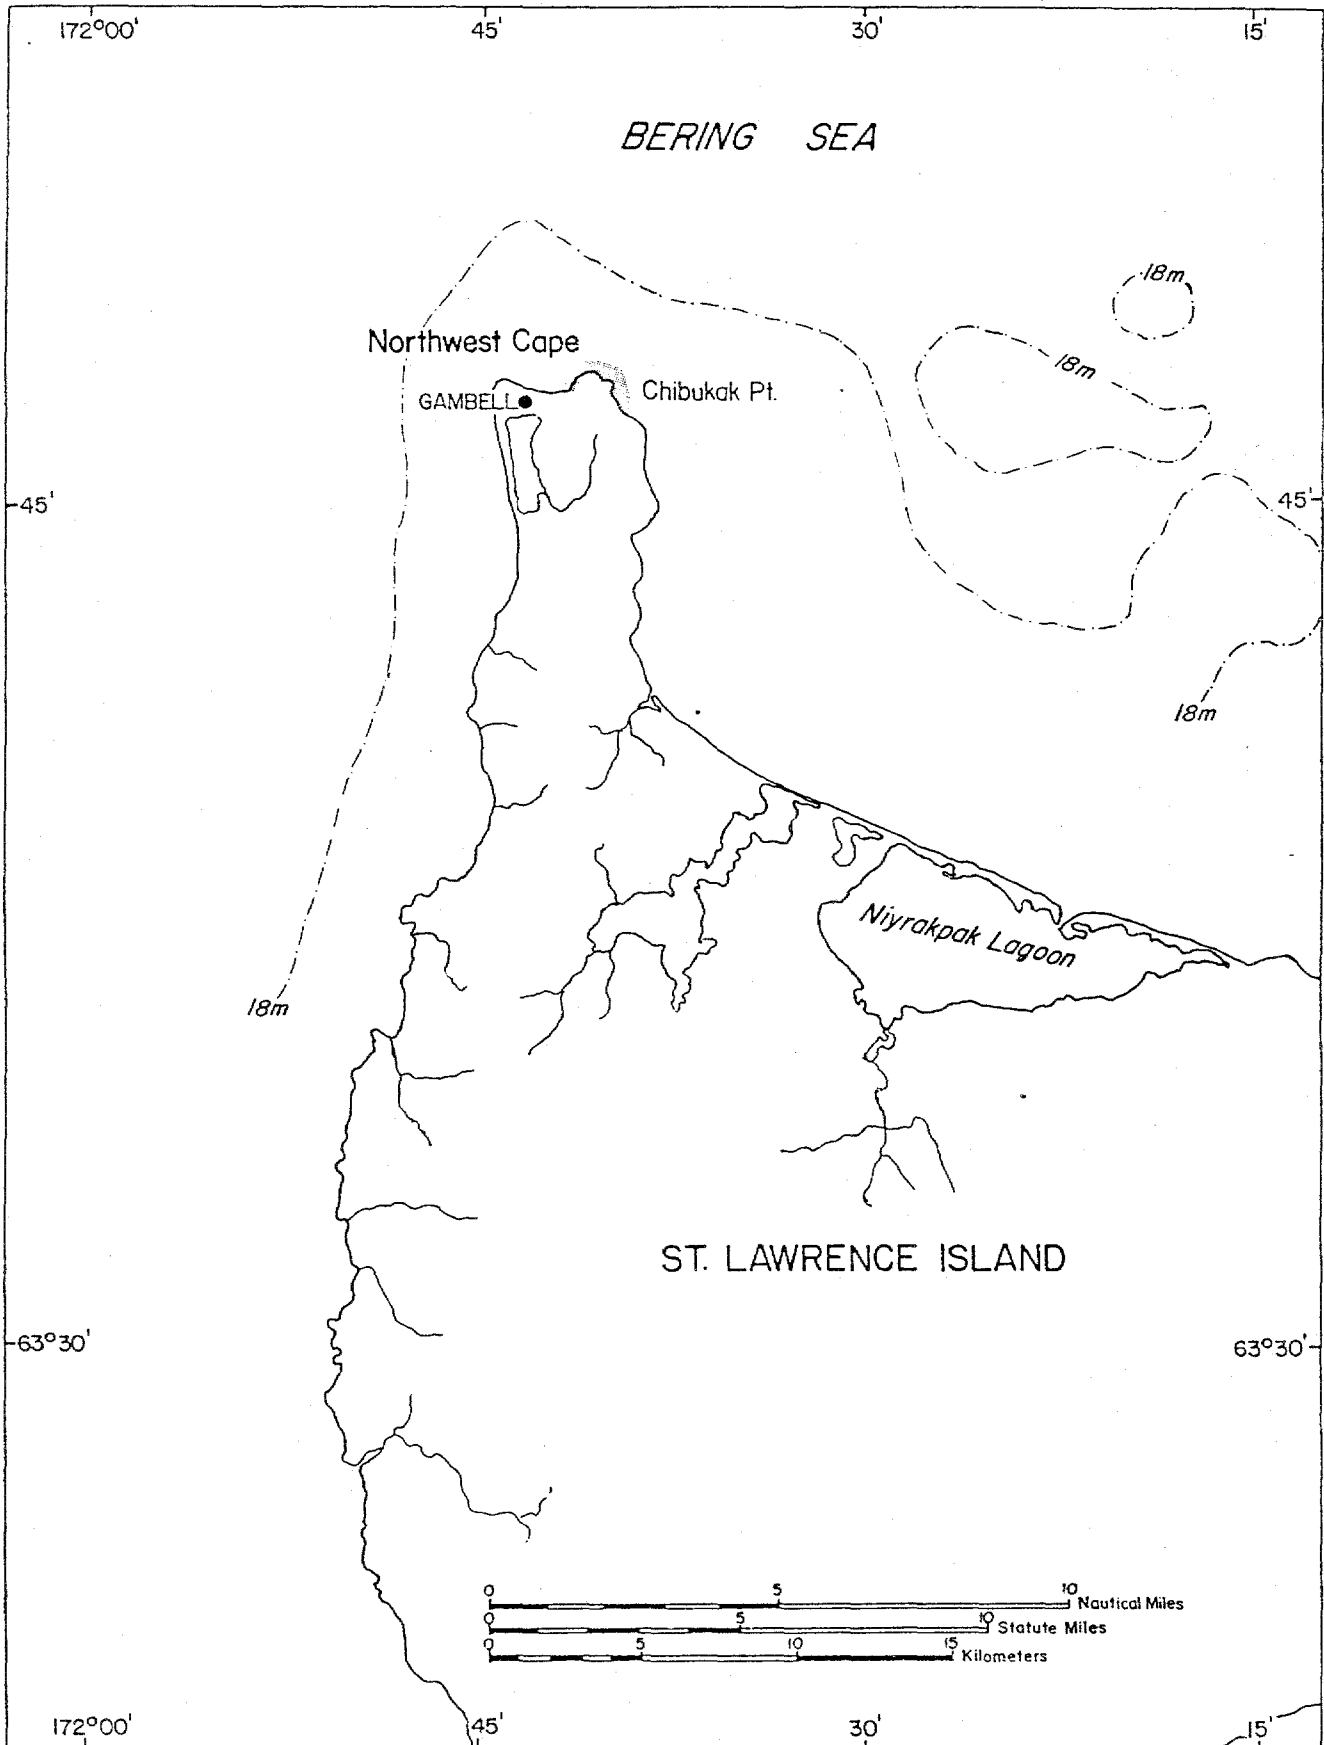 172°00' 45' 30' 15'
BERING SEA
18m
18m
Northwest Cape
GAMBELL
Chibukak Pt.
45' 45'
18m
Niyrakpak Lagoon
18m
ST. LAWRENCE ISLAND
63°30' 63°30'
0 5 10 Nautical Miles
0 5 10 Statute Miles
0 5 10 15 Kilometers
172°00' 45' 30' 15'